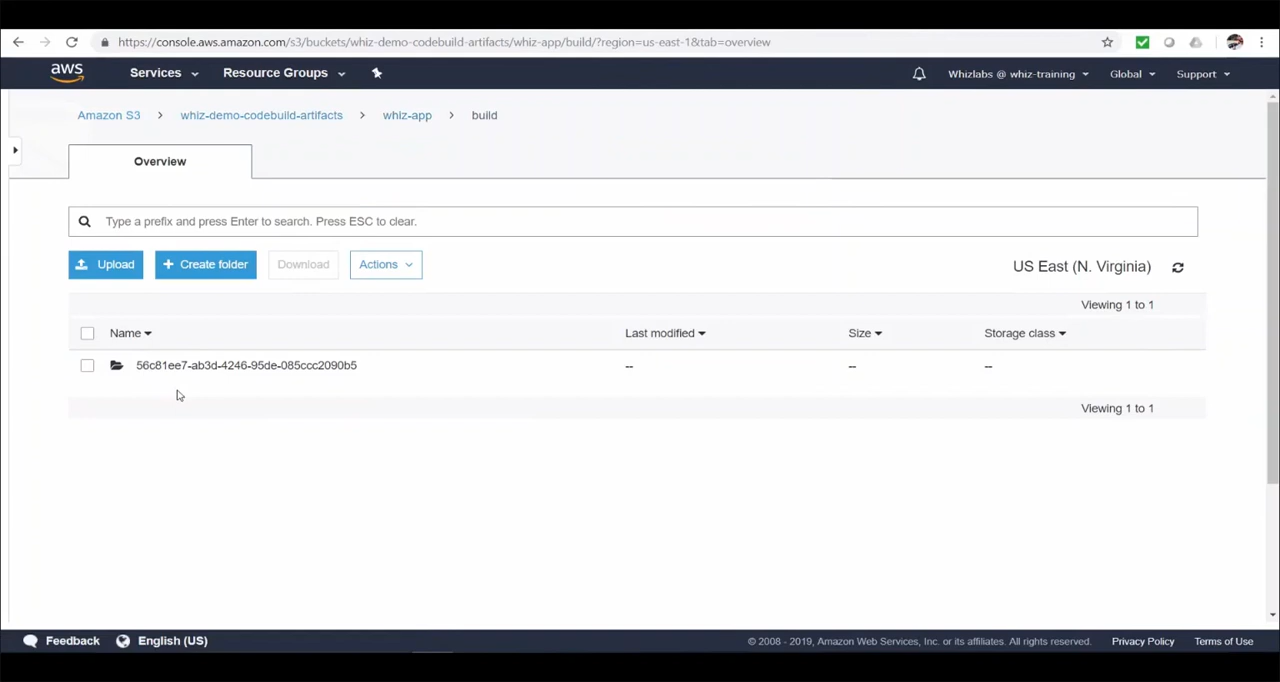 https://console.aws.amazon.com/s3/buckets/whiz-demo-codebuild-artifacts/whiz-app/build/?region=us-east-1&tab=overview
aws Services Resource Groups Whizlabs @ whiz-training Global Support
Amazon S3 > whiz-demo-codebuild-artifacts > whiz-app > build
Overview
Type a prefix and press Enter to search. Press ESC to clear.
Upload + Create folder Download Actions US East (N. Virginia)
Viewing 1 to 1
Name Last modified Size Storage class
56c81ee7-ab3d-4246-95de-085ccc2090b5 -- -- --
Viewing 1 to 1
Feedback English (US) © 2008 - 2019, Amazon Web Services, Inc. or its affiliates. All rights reserved. Privacy Policy Terms of Use